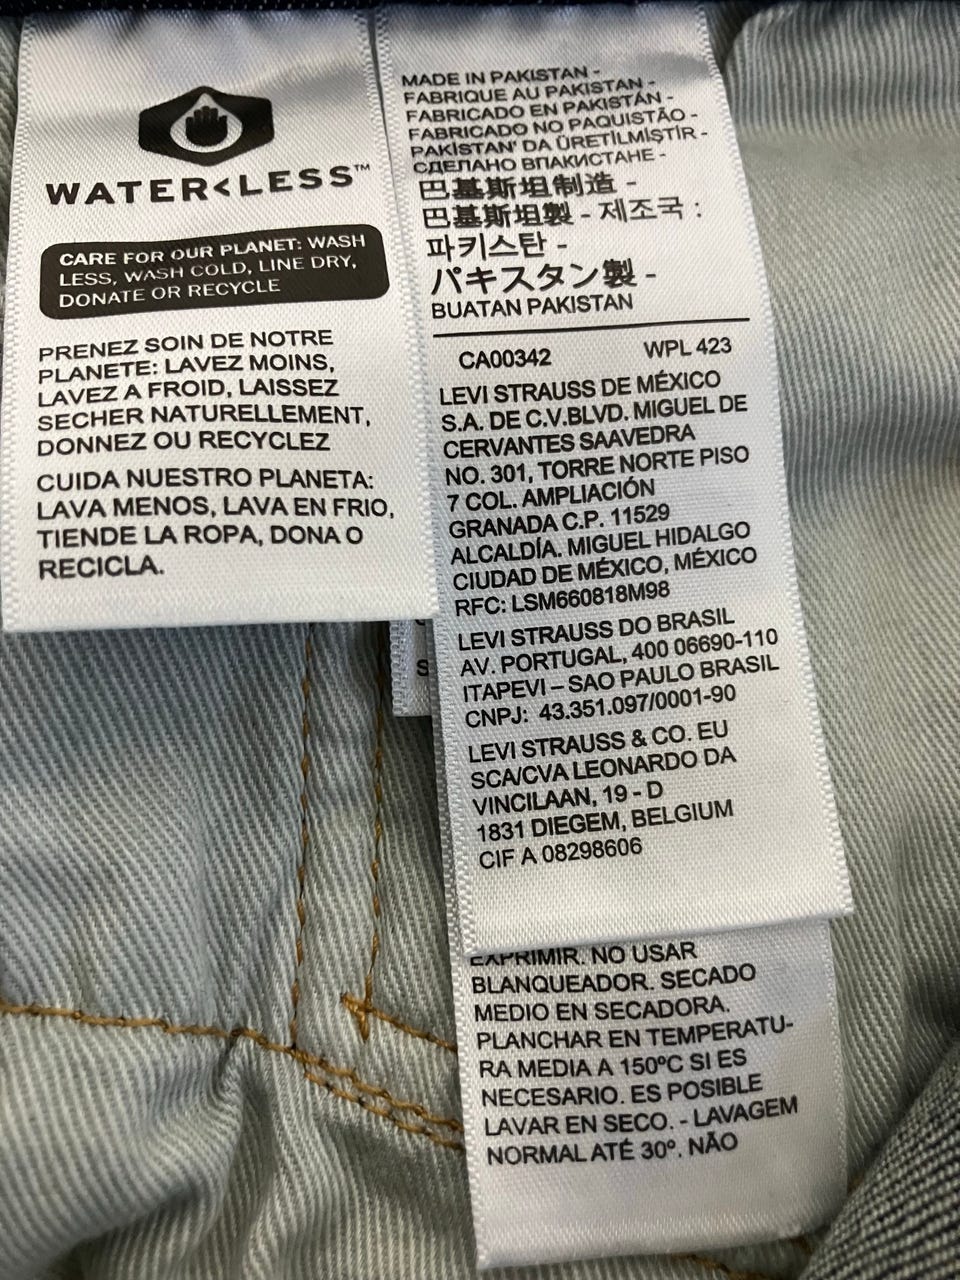 WATER<LESS™
CARE FOR OUR PLANET: WASH
LESS, WASH COLD, LINE DRY,
DONATE OR RECYCLE
PRENEZ SOIN DE NOTRE
PLANETE: LAVEZ MOINS,
LAVEZ A FROID, LAISSEZ
SECHER NATURELLEMENT,
DONNEZ OU RECYCLEZ
CUIDA NUESTRO PLANETA:
LAVA MENOS, LAVA EN FRIO,
TIENDE LA ROPA, DONA O
RECICLA.
MADE IN PAKISTAN -
FABRIQUE AU PAKISTAN -
FABRICADO EN PAKISTÁN -
FABRICADO NO PAQUISTÃO -
PAKİSTAN' DA ÜRETİLMİŞTİR -
СДЕЛАНО ВПАКИСТАНЕ -
巴基斯坦制造 -
巴基斯坦製 - 제조국 :
파키스탄 -
パキスタン製 -
BUATAN PAKISTAN
CA00342 WPL 423
LEVI STRAUSS DE MÉXICO
S.A. DE C.V.BLVD. MIGUEL DE
CERVANTES SAAVEDRA
NO. 301, TORRE NORTE PISO
7 COL. AMPLIACIÓN
GRANADA C.P. 11529
ALCALDÍA. MIGUEL HIDALGO
CIUDAD DE MÉXICO, MÉXICO
RFC: LSM660818M98
LEVI STRAUSS DO BRASIL
AV. PORTUGAL, 400 06690-110
ITAPEVI – SAO PAULO BRASIL
CNPJ: 43.351.097/0001-90
LEVI STRAUSS & CO. EU
SCA/CVA LEONARDO DA
VINCILAAN, 19 - D
1831 DIEGEM, BELGIUM
CIF A 08298606
EXPRIMIR. NO USAR
BLANQUEADOR. SECADO
MEDIO EN SECADORA.
PLANCHAR EN TEMPERATU-
RA MEDIA A 150ºC SI ES
NECESARIO. ES POSIBLE
LAVAR EN SECO. - LAVAGEM
NORMAL ATÉ 30º. NÃO